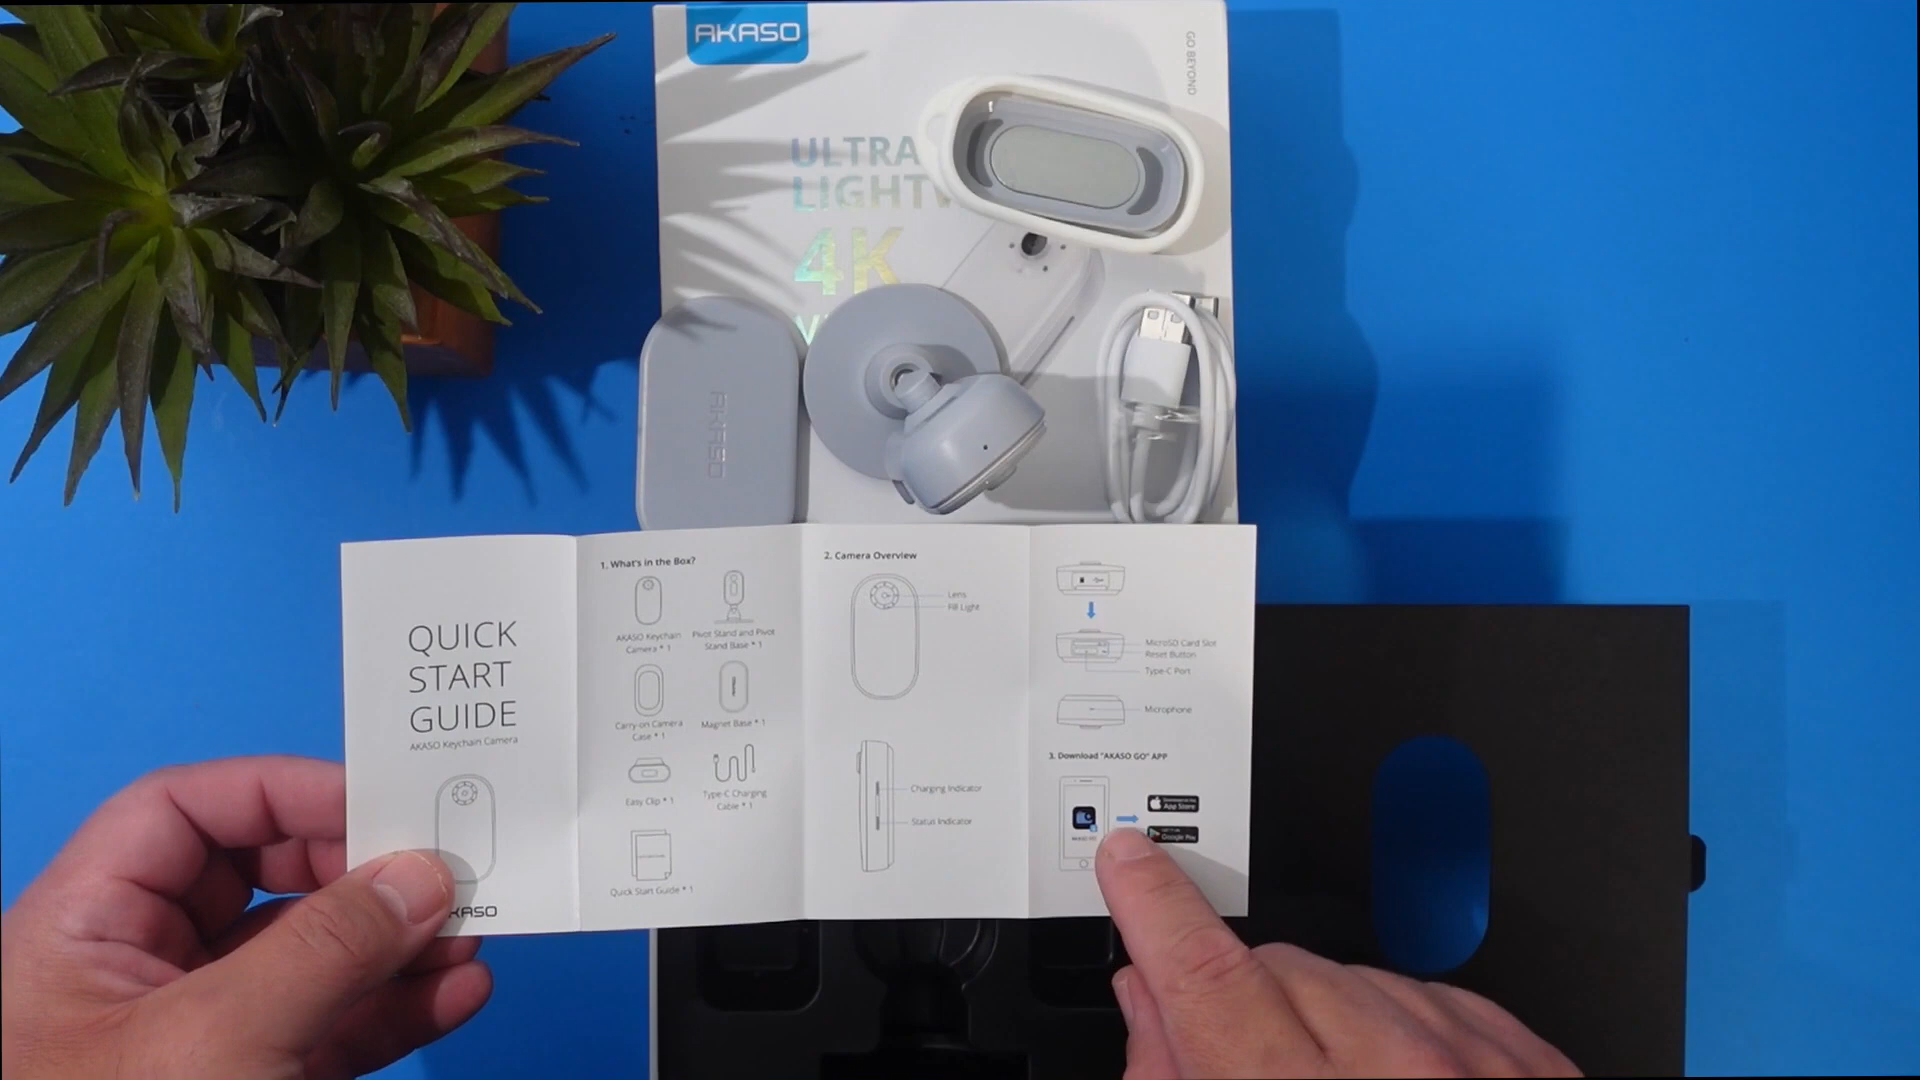 AKASO
GO BEYOND
ULTRA
4K
AKASO
QUICK
START
GUIDE
AKASO Keychain Camera
1. What's in the Box?
AKASO Keychain
Camera * 1
Pivot Stand and Pivot
Stand Base * 1
Carry-on Camera
Case * 1
Magnet Base * 1
Easy Clip * 1
Type-C Charging
Cable * 1
Quick Start Guide * 1
2. Camera Overview
Lens
Fill Light
Charging Indicator
Status Indicator
MicroSD Card Slot
Reset Button
Type-C Port
Microphone
3. Download "AKASO GO" APP
App Store
Google Play